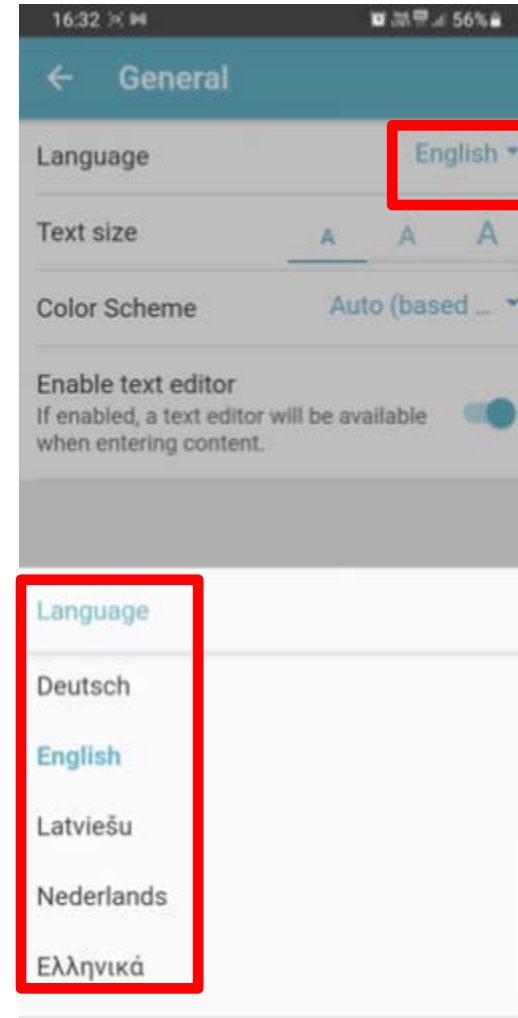 16:32 56%
General
Language English
Text size A A A
Color Scheme Auto (based ...
Enable text editor
If enabled, a text editor will be available
when entering content.
Language
Deutsch
English
Latviešu
Nederlands
Ελληνικά